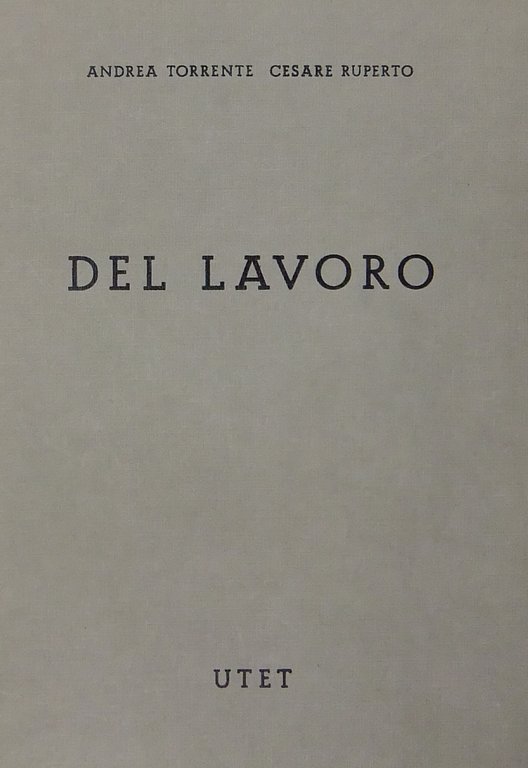 ANDREA TORRENTE CESARE RUPERTO
DEL LAVORO
UTET